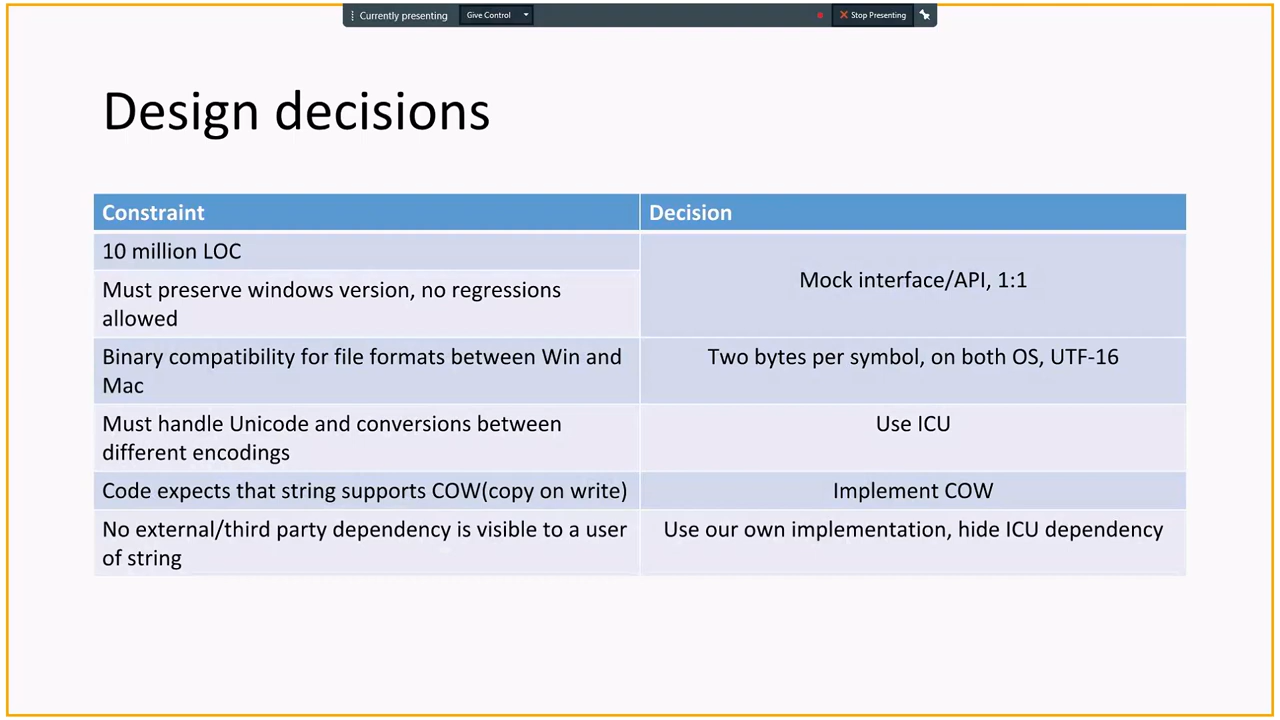 Currently presenting
Give Control
Stop Presenting
Design decisions
Constraint
Decision
10 million LOC
Mock interface/API, 1:1
Must preserve windows version, no regressions
allowed
Binary compatibility for file formats between Win and
Mac
Two bytes per symbol, on both OS, UTF-16
Must handle Unicode and conversions between
different encodings
Use ICU
Code expects that string supports COW(copy on write)
Implement COW
No external/third party dependency is visible to a user
of string
Use our own implementation, hide ICU dependency